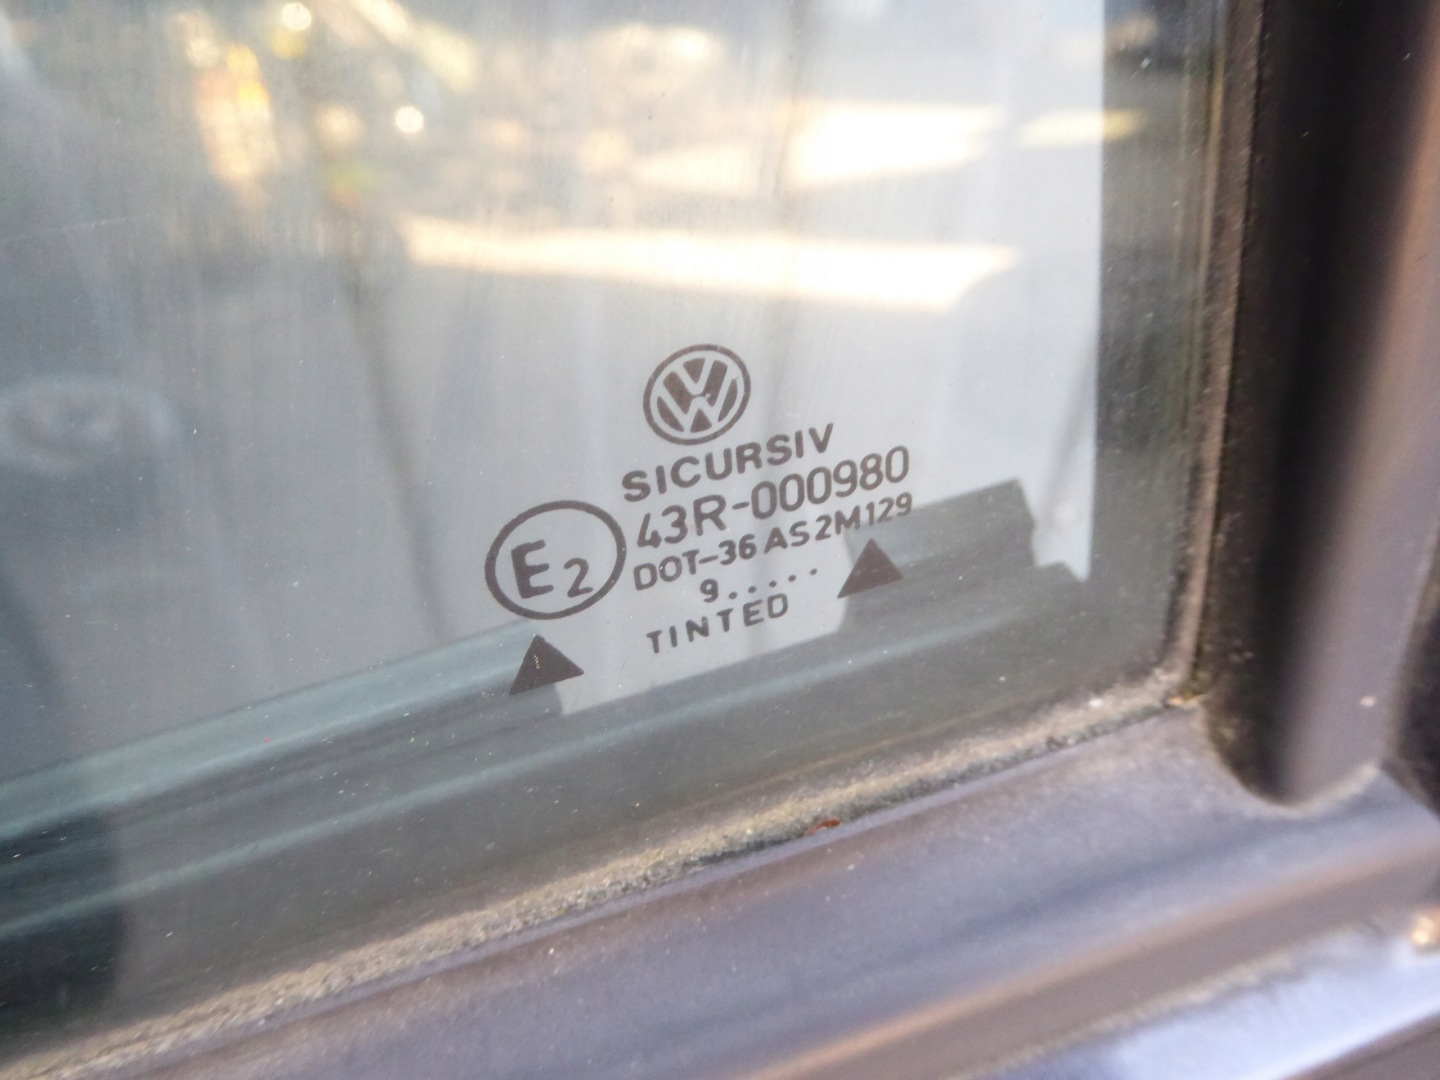 SICURSIV
43R-000980
E2
DOT-36 AS2M129
9.....
TINTED